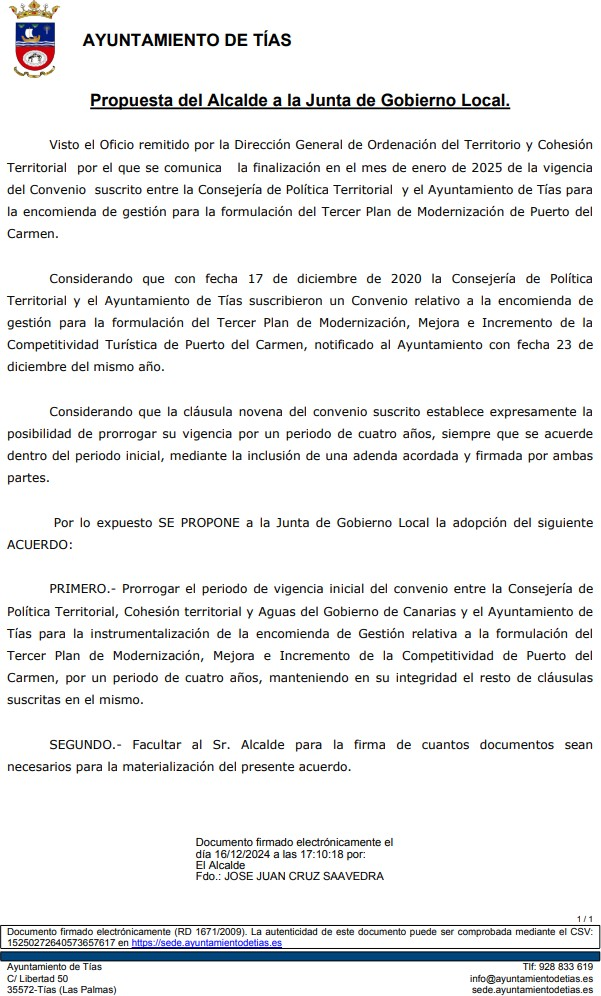 AYUNTAMIENTO DE TÍAS
Propuesta del Alcalde a la Junta de Gobierno Local.
Visto el Oficio remitido por la Dirección General de Ordenación del Territorio y Cohesión
Territorial por el que se comunica la finalización en el mes de enero de 2025 de la vigencia
del Convenio suscrito entre la Consejería de Política Territorial y el Ayuntamiento de Tías para
la encomienda de gestión para la formulación del Tercer Plan de Modernización de Puerto del
Carmen.
Considerando que con fecha 17 de diciembre de 2020 la Consejería de Política
Territorial y el Ayuntamiento de Tías suscribieron un Convenio relativo a la encomienda de
gestión para la formulación del Tercer Plan de Modernización, Mejora e Incremento de la
Competitividad Turística de Puerto del Carmen, notificado al Ayuntamiento con fecha 23 de
diciembre del mismo año.
Considerando que la cláusula novena del convenio suscrito establece expresamente la
posibilidad de prorrogar su vigencia por un periodo de cuatro años, siempre que se acuerde
dentro del periodo inicial, mediante la inclusión de una adenda acordada y firmada por ambas
partes.
Por lo expuesto SE PROPONE a la Junta de Gobierno Local la adopción del siguiente
ACUERDO:
PRIMERO.- Prorrogar el periodo de vigencia inicial del convenio entre la Consejería de
Política Territorial, Cohesión territorial y Aguas del Gobierno de Canarias y el Ayuntamiento de
Tías para la instrumentalización de la encomienda de Gestión relativa a la formulación del
Tercer Plan de Modernización, Mejora e Incremento de la Competitividad de Puerto del
Carmen, por un periodo de cuatro años, manteniendo en su integridad el resto de cláusulas
suscritas en el mismo.
SEGUNDO.- Facultar al Sr. Alcalde para la firma de cuantos documentos sean
necesarios para la materialización del presente acuerdo.
Documento firmado electrónicamente el
día 16/12/2024 a las 17:10:18 por:
El Alcalde
Fdo.: JOSE JUAN CRUZ SAAVEDRA
1 / 1
Documento firmado electrónicamente (RD 1671/2009). La autenticidad de este documento puede ser comprobada mediante el CSV:
15250272640573657617 en https://sede.ayuntamientodetias.es
Ayuntamiento de Tías Tlf: 928 833 619
C/ Libertad 50 info@ayuntamientodetias.es
35572-Tías (Las Palmas) sede.ayuntamientodetias.es